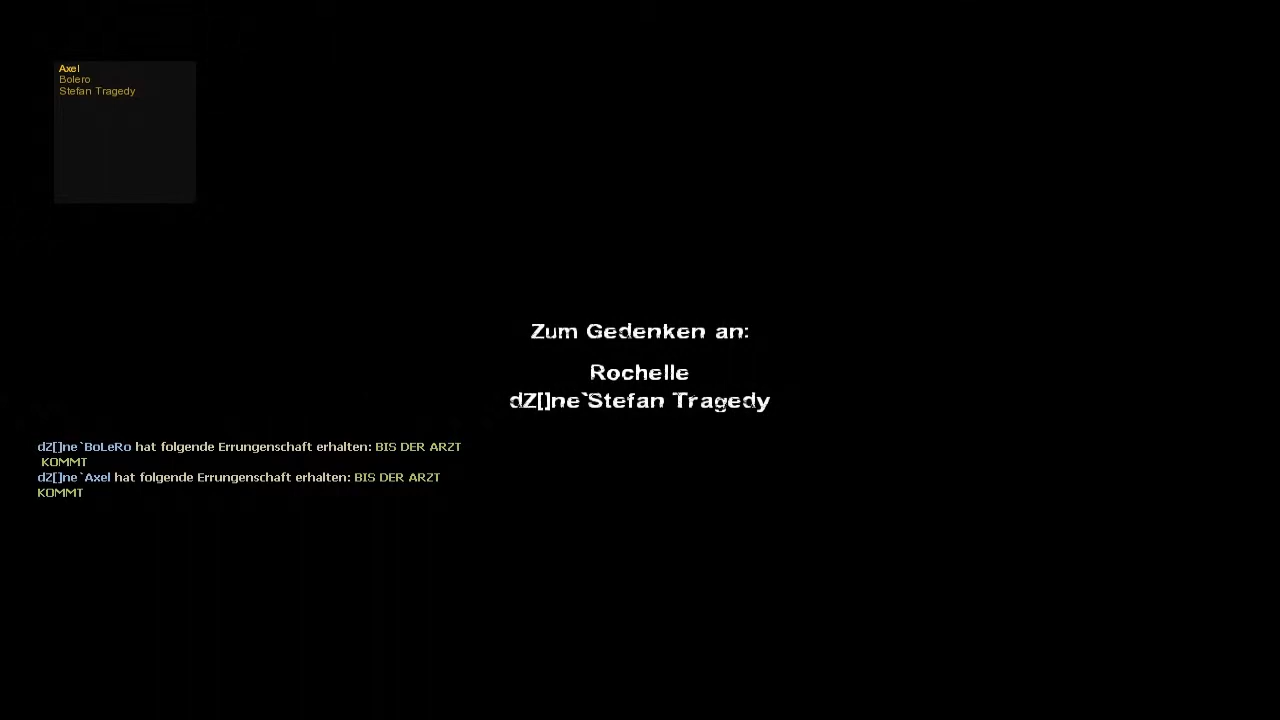 Axel
Bolero
Stefan Tragedy
Zum Gedenken an:
Rochelle
dZ[]ne`Stefan Tragedy
dZ[]ne`BoLeRo hat folgende Errungenschaft erhalten: BIS DER ARZT
KOMMT
dZ[]ne`Axel hat folgende Errungenschaft erhalten: BIS DER ARZT
KOMMT